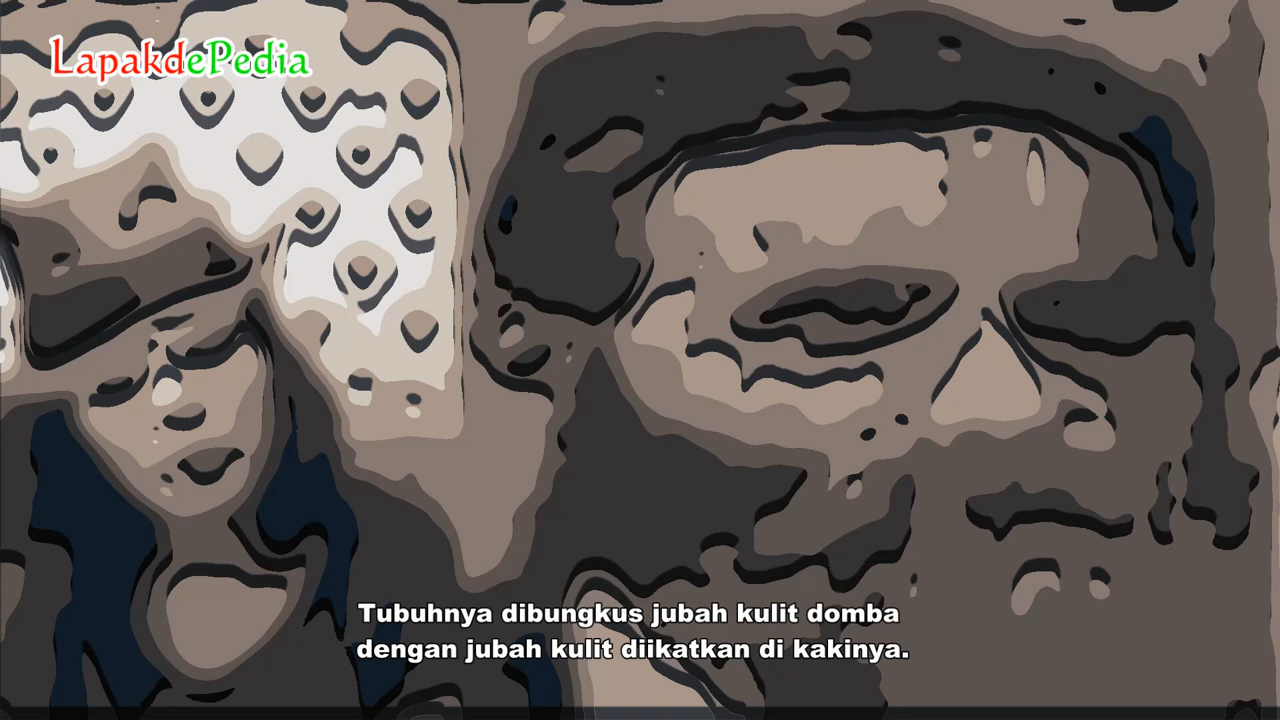 LapakdePedia
Tubuhnya dibungkus jubah kulit domba
dengan jubah kulit diikatkan di kakinya.